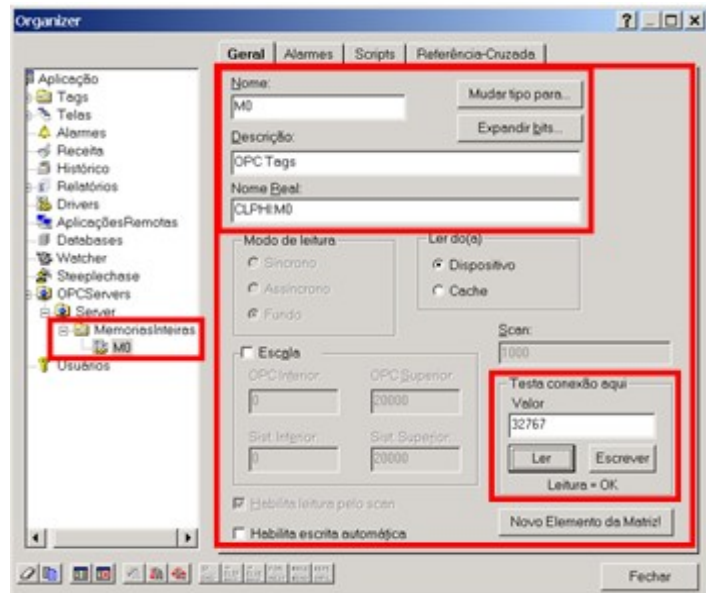 Organizer
Geral Alarmes Scripts Referência-Cruzada
Aplicação
Tags
Telas
Alarmes
Receita
Histórico
Relatórios
Drivers
AplicaçõesRemotas
Databases
Watcher
Steeplechase
OPCServers
Server
MemoriasInteiras
M0
Usuários
Nome:
M0
Mudar tipo para...
Expandir bits...
Descrição:
OPC Tags
Nome Real:
CLPHI:M0
Modo de leitura
Síncrono
Assíncrono
Fundo
Ler do(a)
Dispositivo
Cache
Scan:
1000
Escala
OPC Inferior:
OPC Superior:
0
20000
Sist Inferior:
Sist Superior:
0
20000
Testa conexão aqui
Valor
32767
Ler
Escrever
Leitura = OK
Habilita leitura pelo scan
Habilita escrita automática
Novo Elemento da Matriz!
Fechar